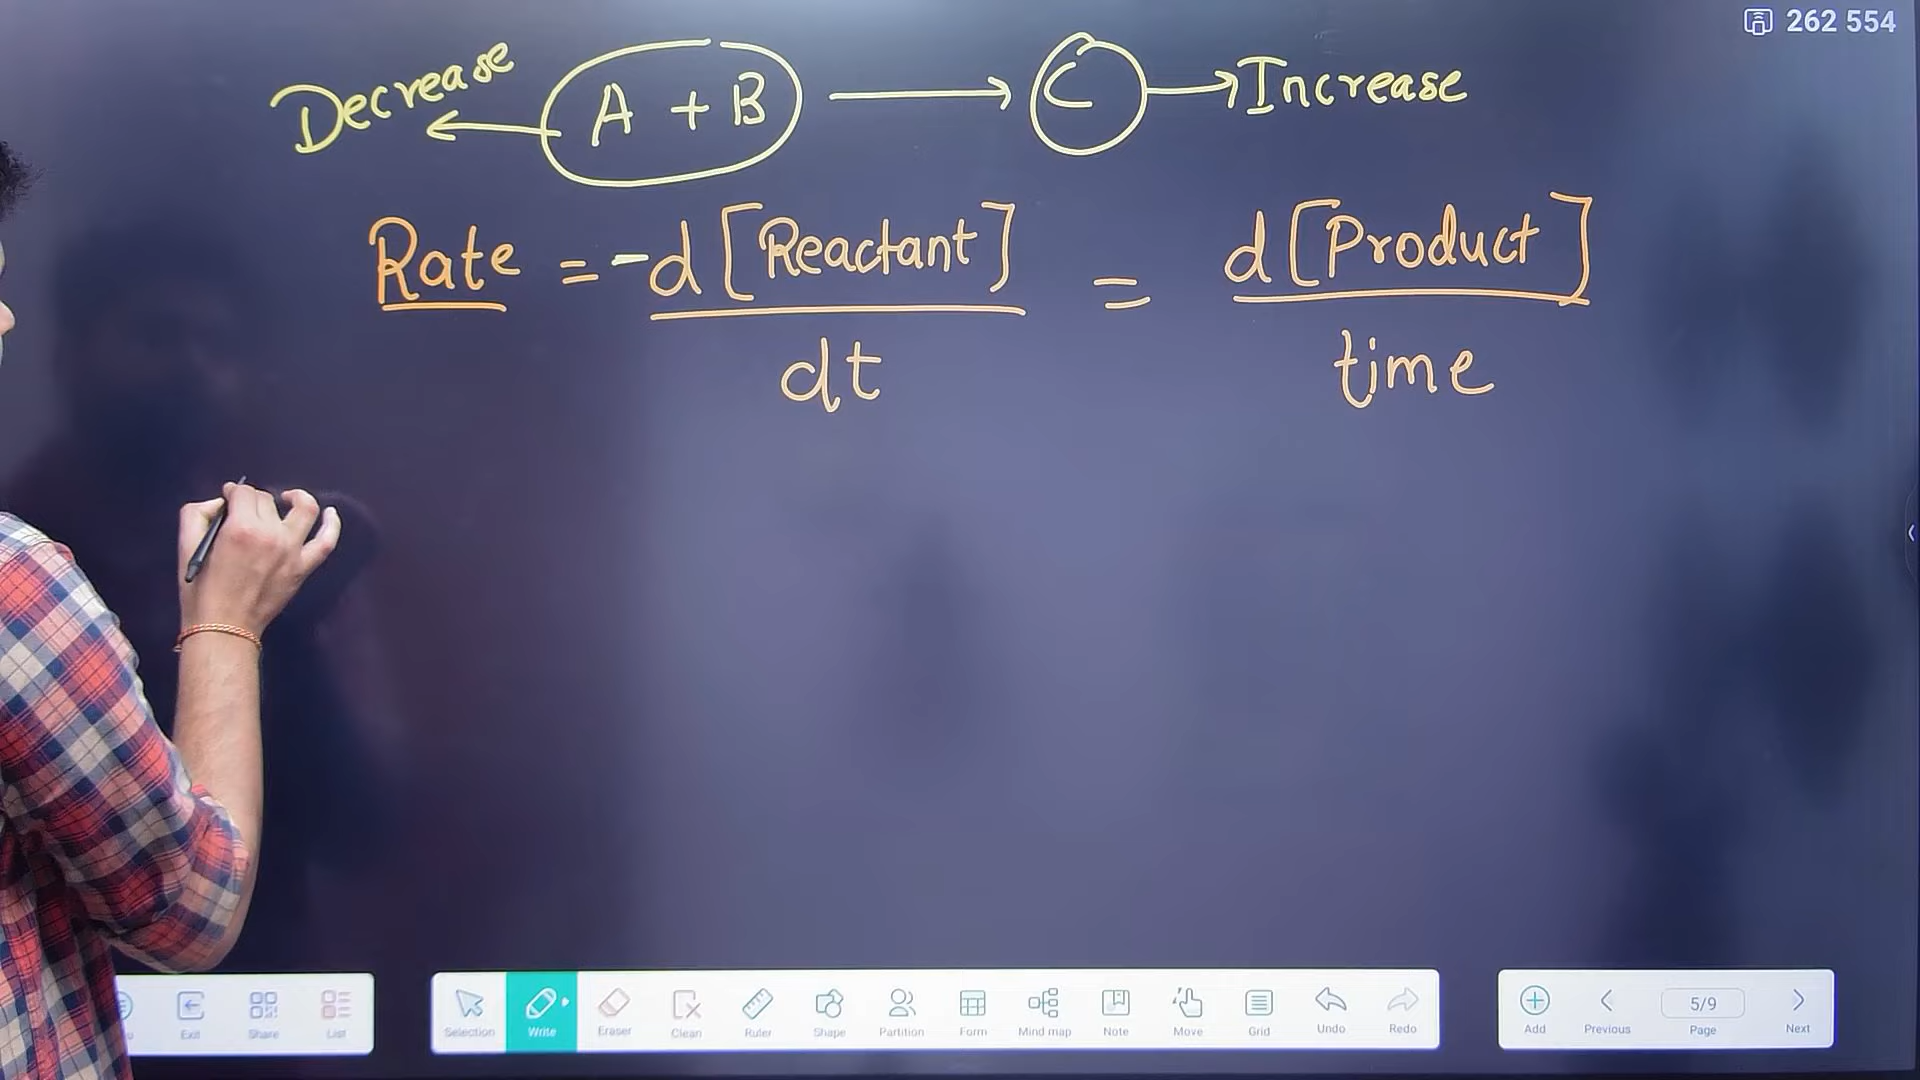 262 554
Decrease ← A + B → C → Increase
Rate = -d [Reactant] / dt = d [Product] / time
Exit Share List Selection Write Eraser Clean Ruler Shape Partition Form Mind map Note Move Grid Undo Redo Add Previous 5/9 Page Next